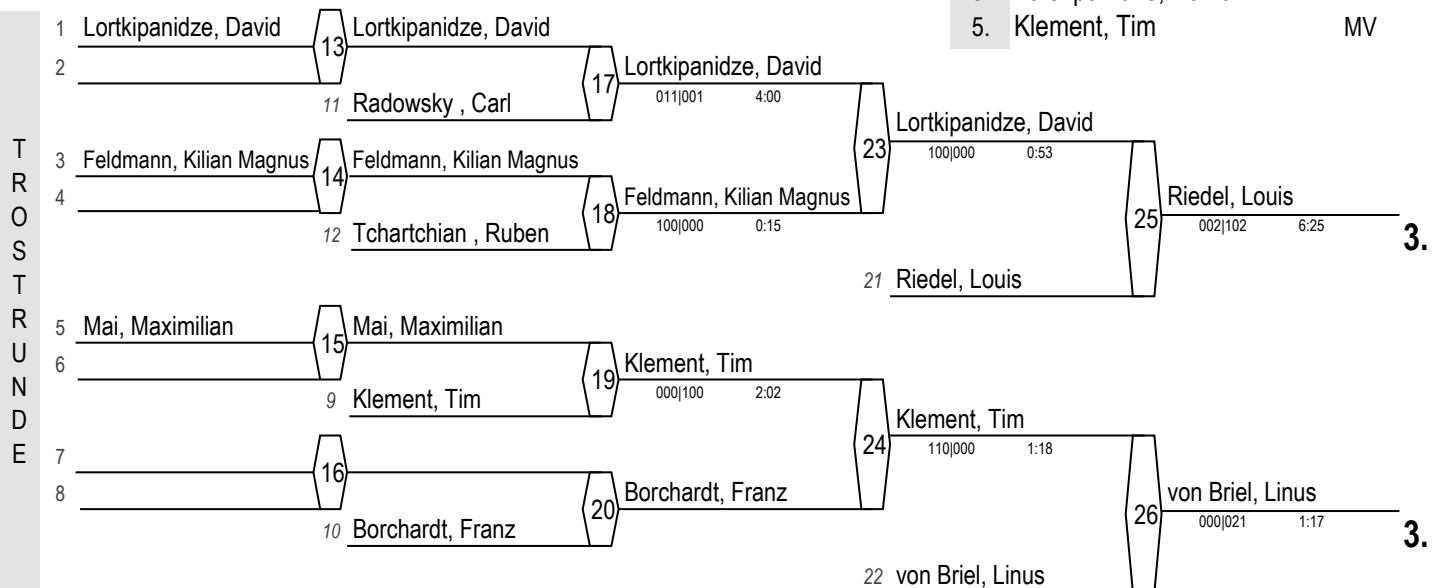 5. Klement, Tim MV
TROSTRUNDE
1 Lortkipanidze, David
2
13
Lortkipanidze, David
11 Radowsky , Carl
17
Lortkipanidze, David
011|001 4:00
3 Feldmann, Kilian Magnus
4
14
Feldmann, Kilian Magnus
12 Tchartchian , Ruben
18
Feldmann, Kilian Magnus
100|000 0:15
23
Lortkipanidze, David
100|000 0:53
21 Riedel, Louis
25
Riedel, Louis
002|102 6:25
3.
5 Mai, Maximilian
6
15
Mai, Maximilian
9 Klement, Tim
19
Klement, Tim
000|100 2:02
7
8
16
10 Borchardt, Franz
20
Borchardt, Franz
24
Klement, Tim
110|000 1:18
22 von Briel, Linus
26
von Briel, Linus
000|021 1:17
3.